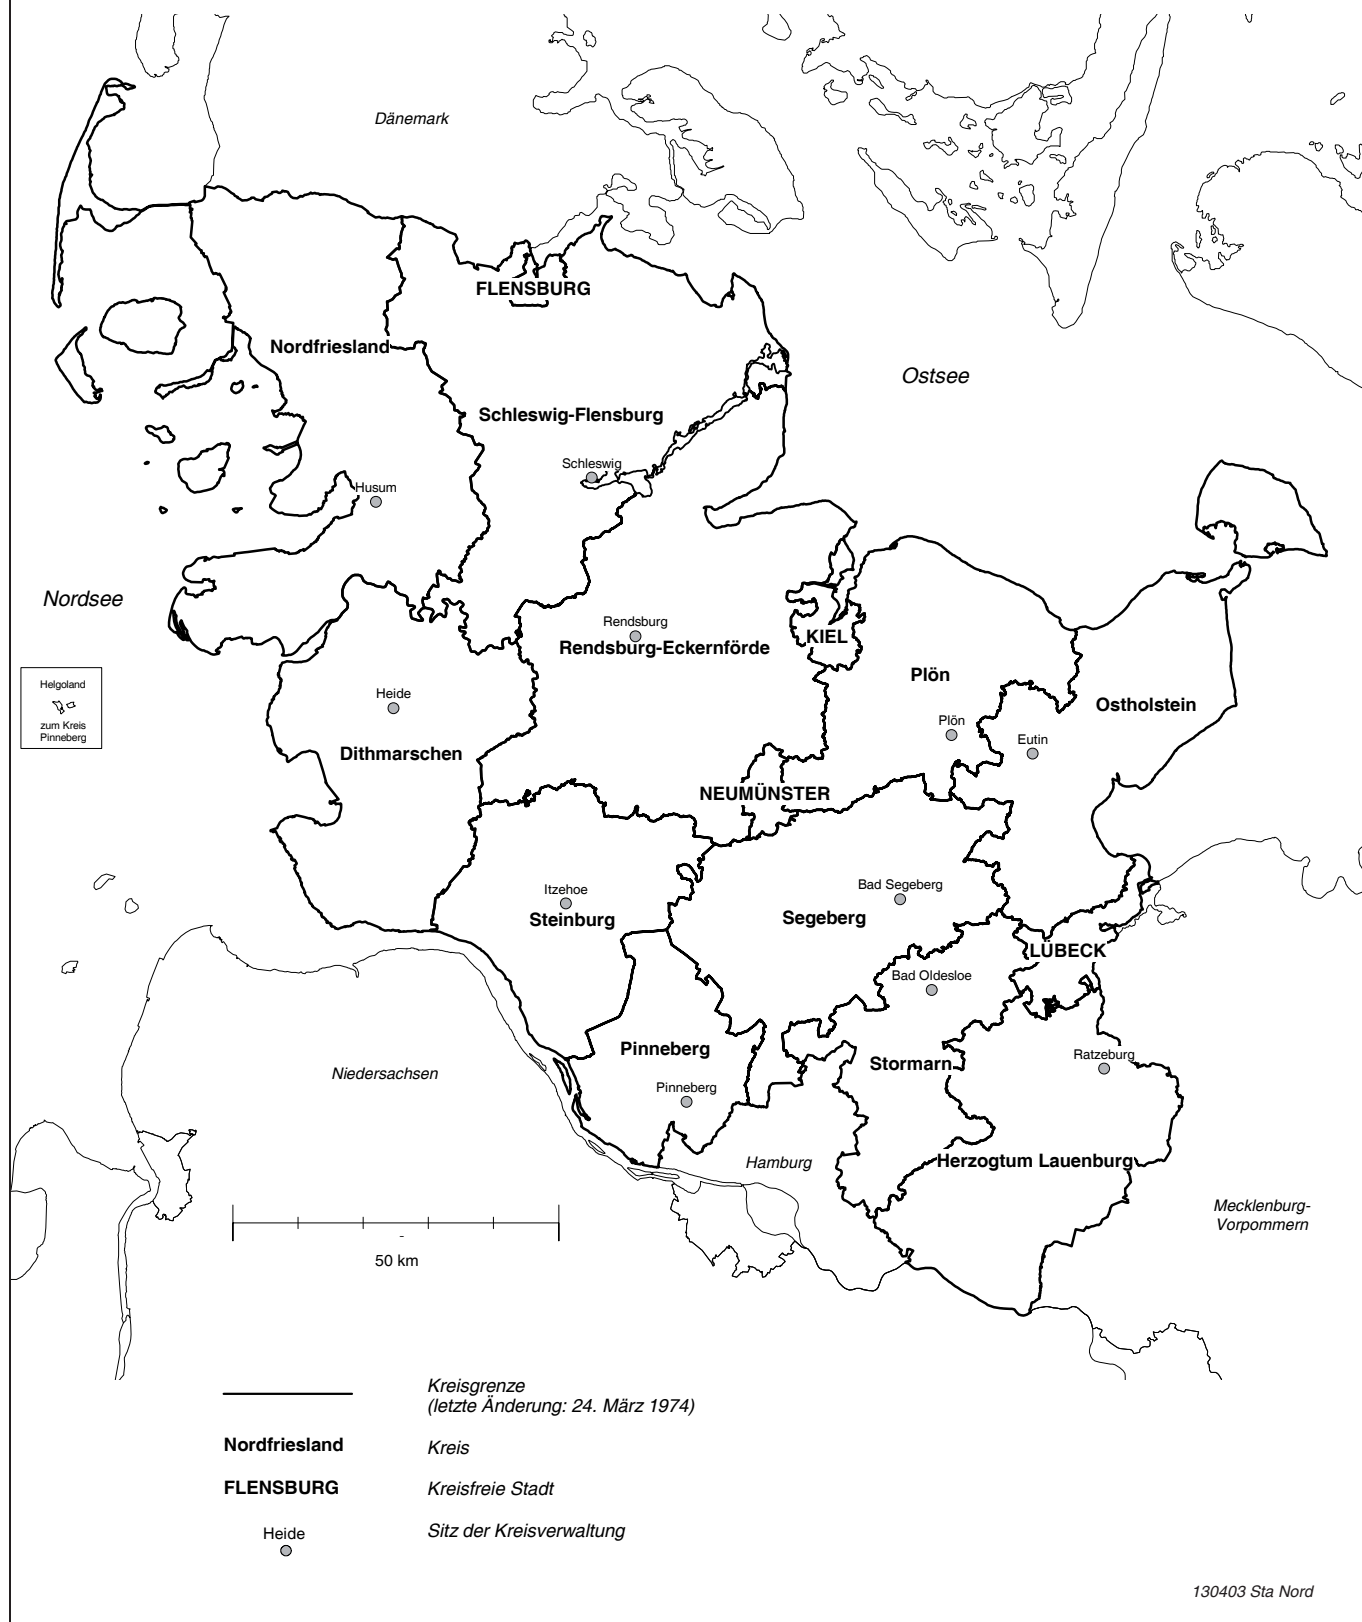 Dänemark
FLENSBURG
Nordfriesland
Ostsee
Schleswig-Flensburg
Schleswig
Husum
Nordsee
Rendsburg
KIEL
Rendsburg-Eckernförde
Plön
Helgoland
zum Kreis
Pinneberg
Heide
Ostholstein
Plön
Eutin
Dithmarschen
NEUMÜNSTER
Itzehoe
Steinburg
Bad Segeberg
Segeberg
LÜBECK
Bad Oldesloe
Pinneberg
Ratzeburg
Stormarn
Niedersachsen
Pinneberg
Hamburg
Herzogtum Lauenburg
Mecklenburg-
Vorpommern
50 km
Kreisgrenze
(letzte Änderung: 24. März 1974)
Nordfriesland Kreis
FLENSBURG Kreisfreie Stadt
Heide Sitz der Kreisverwaltung
130403 Sta Nord